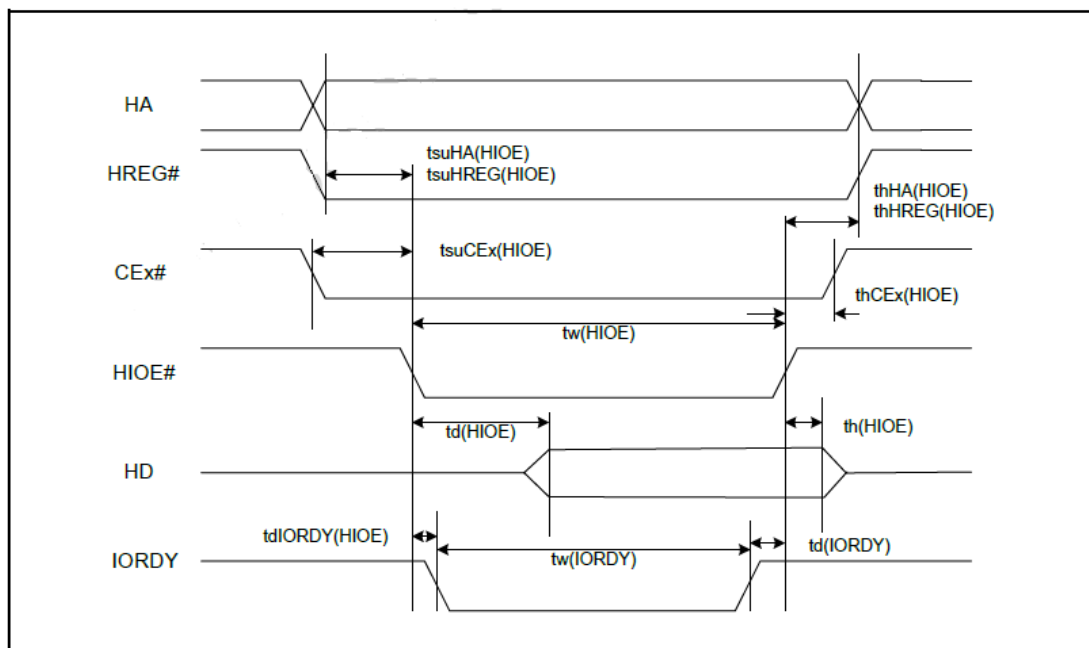 HA
tsuHA(HIOE)
HREG#
tsuHREG(HIOE)
thHA(HIOE)
thHREG(HIOE)
tsuCEx(HIOE)
CEx#
thCEx(HIOE)
tw(HIOE)
HIOE#
td(HIOE)
th(HIOE)
HD
tdIORDY(HIOE)
tw(IORDY)
td(IORDY)
IORDY